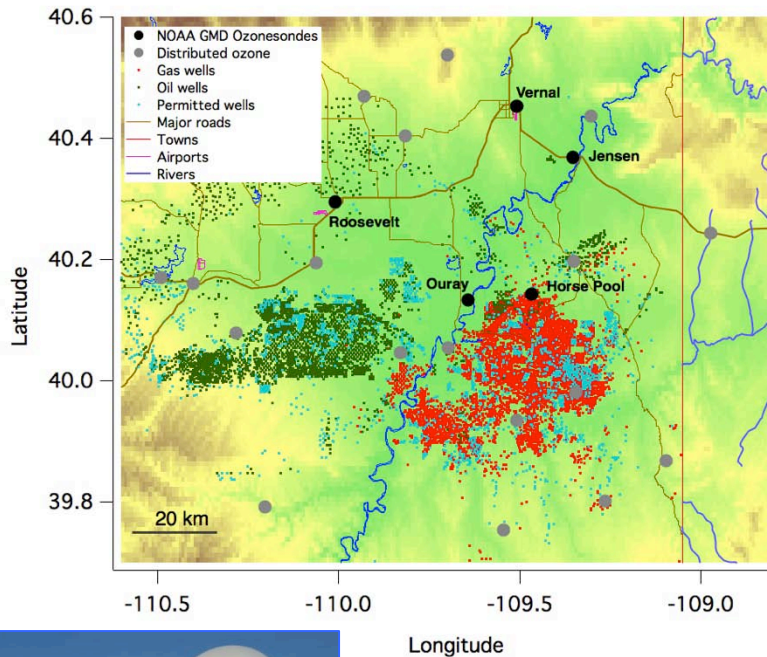 40.6
40.4
40.2
40.0
39.8
Latitude
NOAA GMD Ozonesondes
Distributed ozone
Gas wells
Oil wells
Permitted wells
Major roads
Towns
Airports
Rivers
Vernal
Jensen
Roosevelt
Ouray
Horse Pool
20 km
-110.5
-110.0
-109.5
-109.0
Longitude